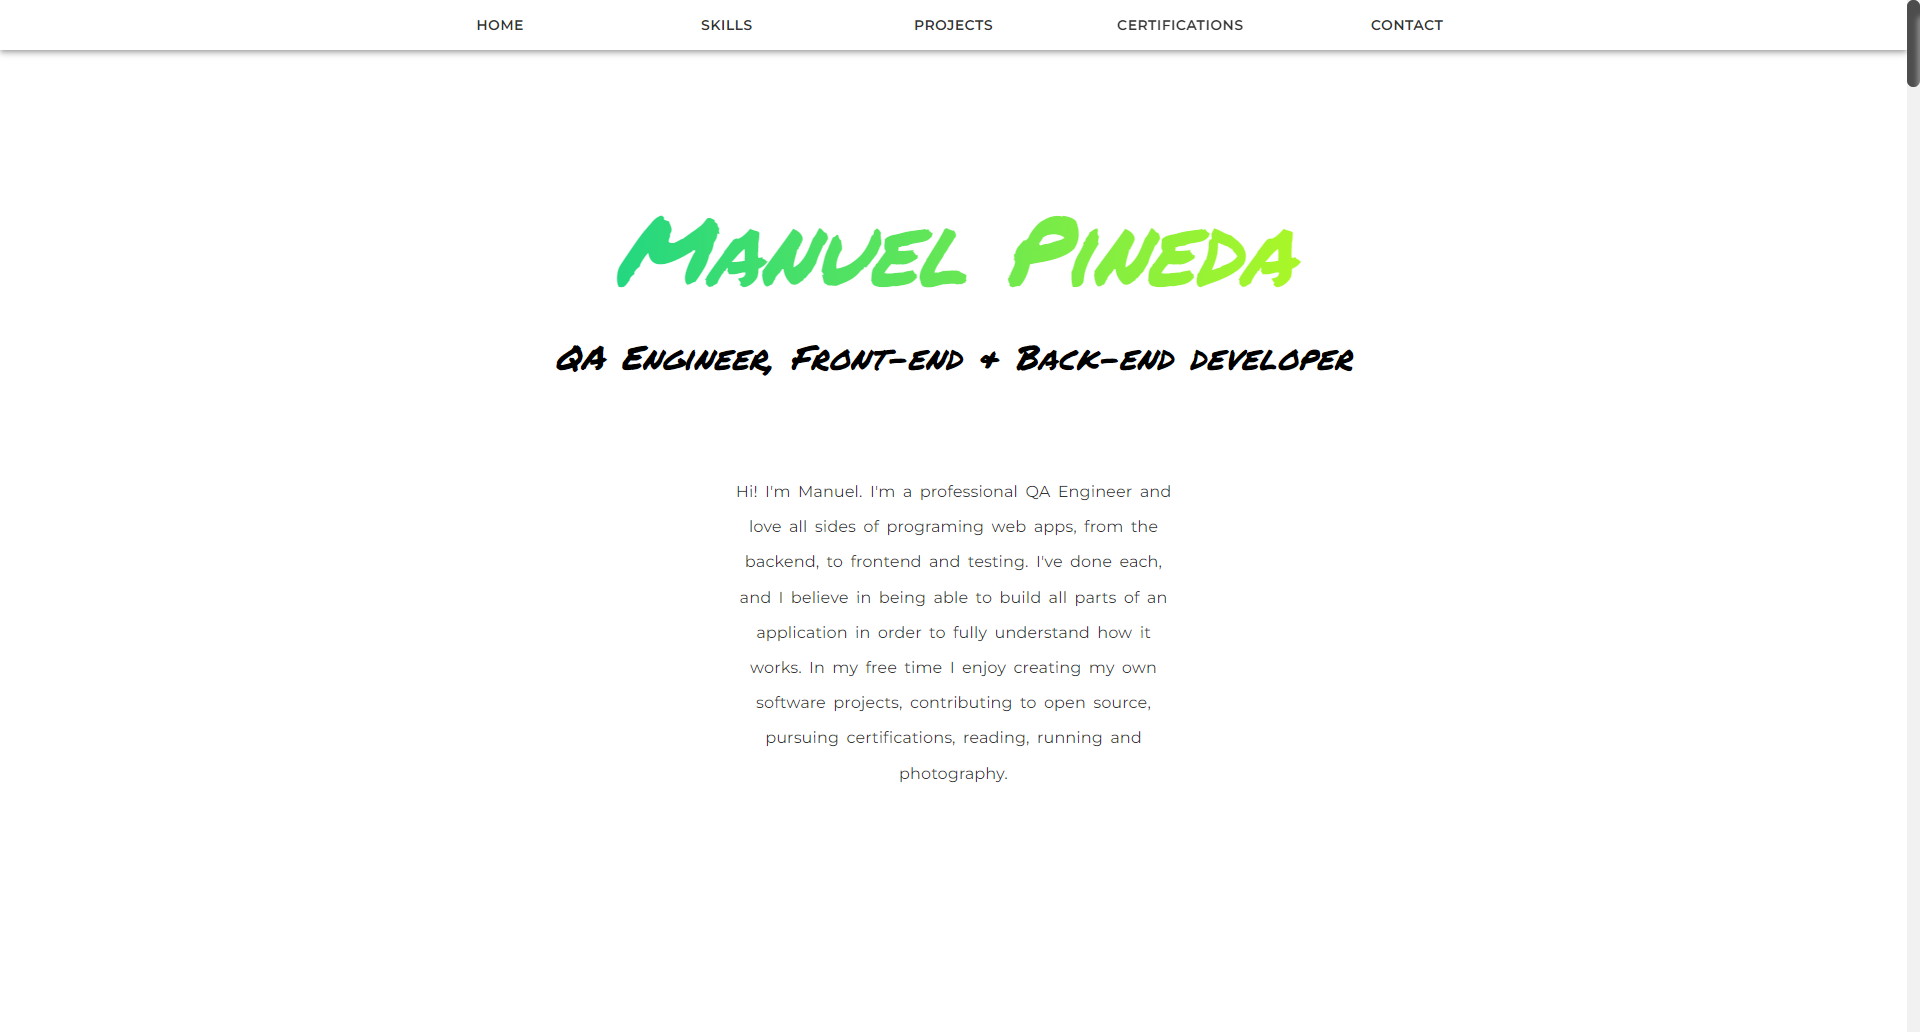 HOME SKILLS PROJECTS CERTIFICATIONS CONTACT
Manuel Pineda
QA Engineer, Front-end & Back-end developer
Hi! I'm Manuel. I'm a professional QA Engineer and
love all sides of programing web apps, from the
backend, to frontend and testing. I've done each,
and I believe in being able to build all parts of an
application in order to fully understand how it
works. In my free time I enjoy creating my own
software projects, contributing to open source,
pursuing certifications, reading, running and
photography.